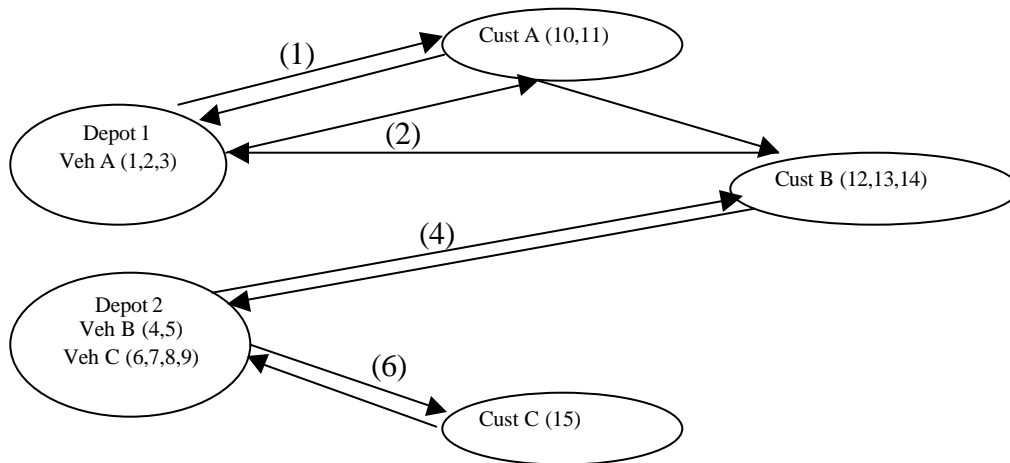 Cust A (10,11)
(1)
Depot 1
Veh A (1,2,3)
(2)
Cust B (12,13,14)
(4)
Depot 2
Veh B (4,5)
Veh C (6,7,8,9)
(6)
Cust C (15)